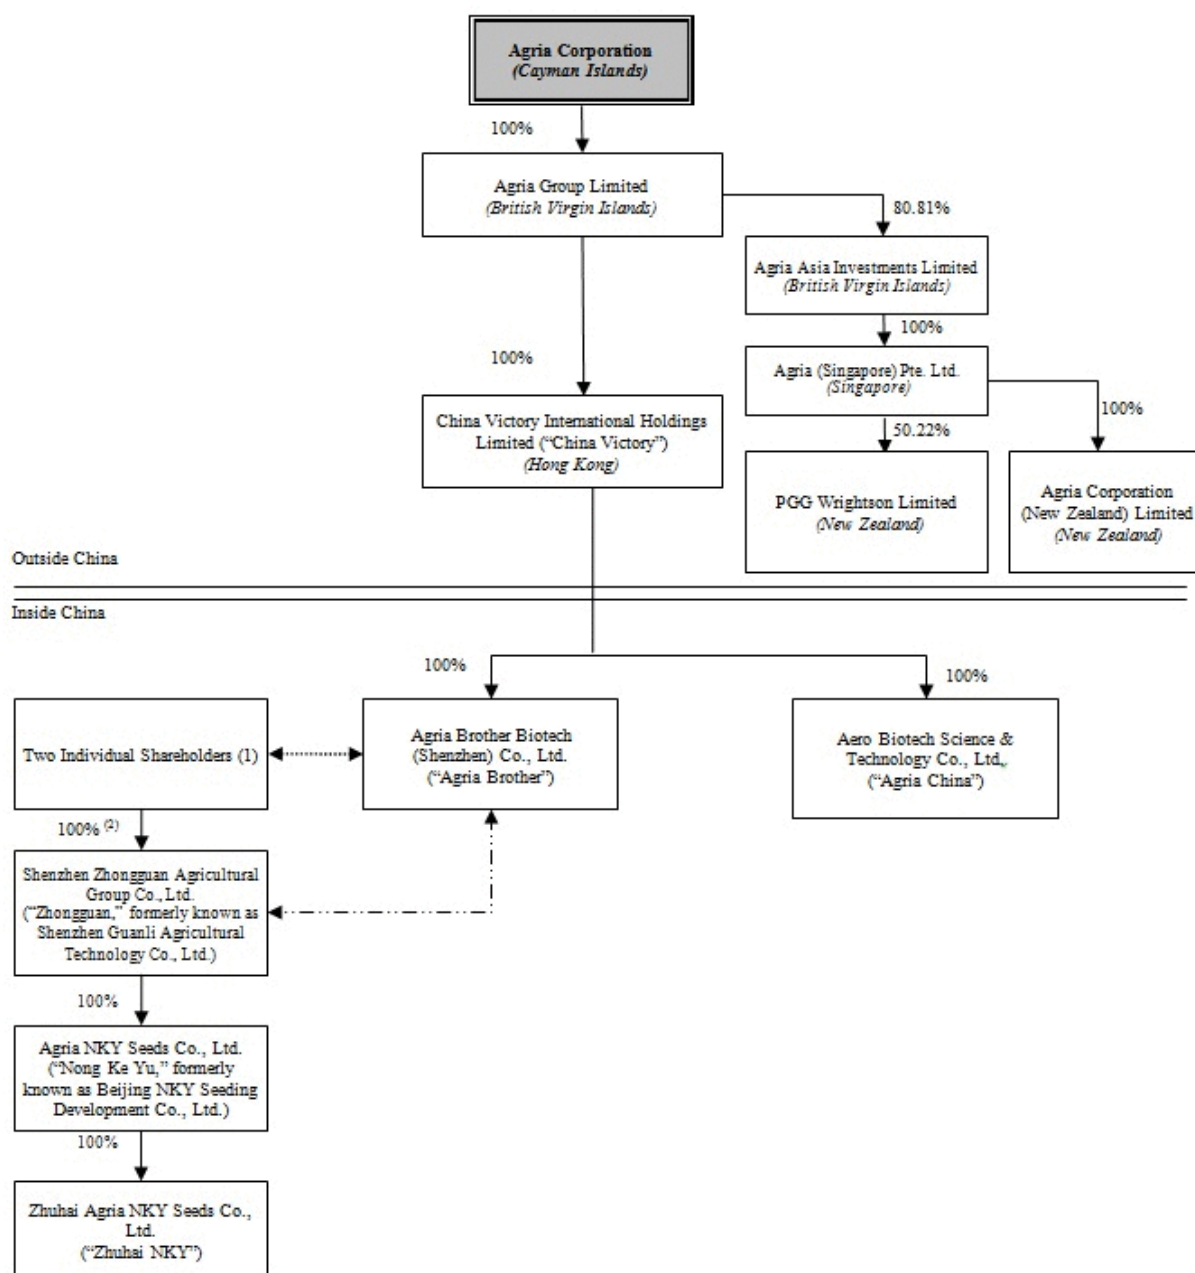 Agria Corporation
(Cayman Islands)
100%
Agria Group Limited
(British Virgin Islands)
80.81%
Agria Asia Investments Limited
(British Virgin Islands)
100%
100%
Agria (Singapore) Pte. Ltd.
(Singapore)
100%
China Victory International Holdings
Limited (“China Victory”)
(Hong Kong)
50.22%
PGG Wrightson Limited
(New Zealand)
Agria Corporation
(New Zealand) Limited
(New Zealand)
Outside China
Inside China
100%
100%
Two Individual Shareholders (1)
Agria Brother Biotech
(Shenzhen) Co., Ltd.
(“Agria Brother”)
Aero Biotech Science &
Technology Co., Ltd.
(“Agria China”)
100% (2)
Shenzhen Zhongguan Agricultural
Group Co., Ltd.
(“Zhongguan,” formerly known as
Shenzhen Guanli Agricultural
Technology Co., Ltd.)
100%
Agria NKY Seeds Co., Ltd.
(“Nong Ke Yu,” formerly
known as Beijing NKY Seeding
Development Co., Ltd.)
100%
Zhuhai Agria NKY Seeds Co.,
Ltd.
(“Zhuhai NKY”)